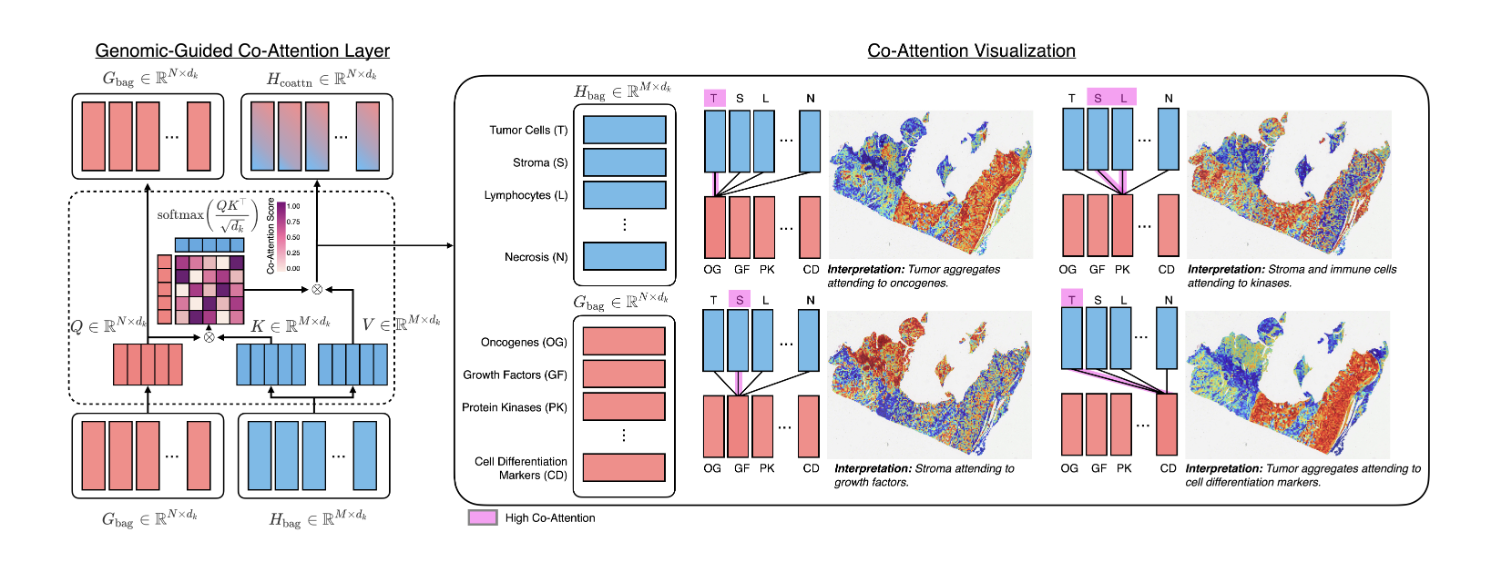 Genomic-Guided Co-Attention Layer
G_bag ∈ ℝ^{N×d_k}
H_coattn ∈ ℝ^{N×d_k}
softmax(QK^⊤/√d_k)
Co-Attention Score
1.00
0.75
0.50
0.25
0.00
⊗
Q ∈ ℝ^{N×d_k}
⊗
K ∈ ℝ^{M×d_k}
V ∈ ℝ^{M×d_k}
...
...
G_bag ∈ ℝ^{N×d_k}
H_bag ∈ ℝ^{M×d_k}
Co-Attention Visualization
H_bag ∈ ℝ^{M×d_k}
Tumor Cells (T)
Stroma (S)
Lymphocytes (L)
Necrosis (N)
G_bag ∈ ℝ^{N×d_k}
Oncogenes (OG)
Growth Factors (GF)
Protein Kinases (PK)
Cell Differentiation
Markers (CD)
T S L N
OG GF PK CD
Interpretation: Tumor aggregates
attending to oncogenes.
T S L N
OG GF PK CD
Interpretation: Stroma and immune cells
attending to kinases.
T S L N
OG GF PK CD
Interpretation: Stroma attending to
growth factors.
T S L N
OG GF PK CD
Interpretation: Tumor aggregates attending to
cell differentiation markers.
High Co-Attention